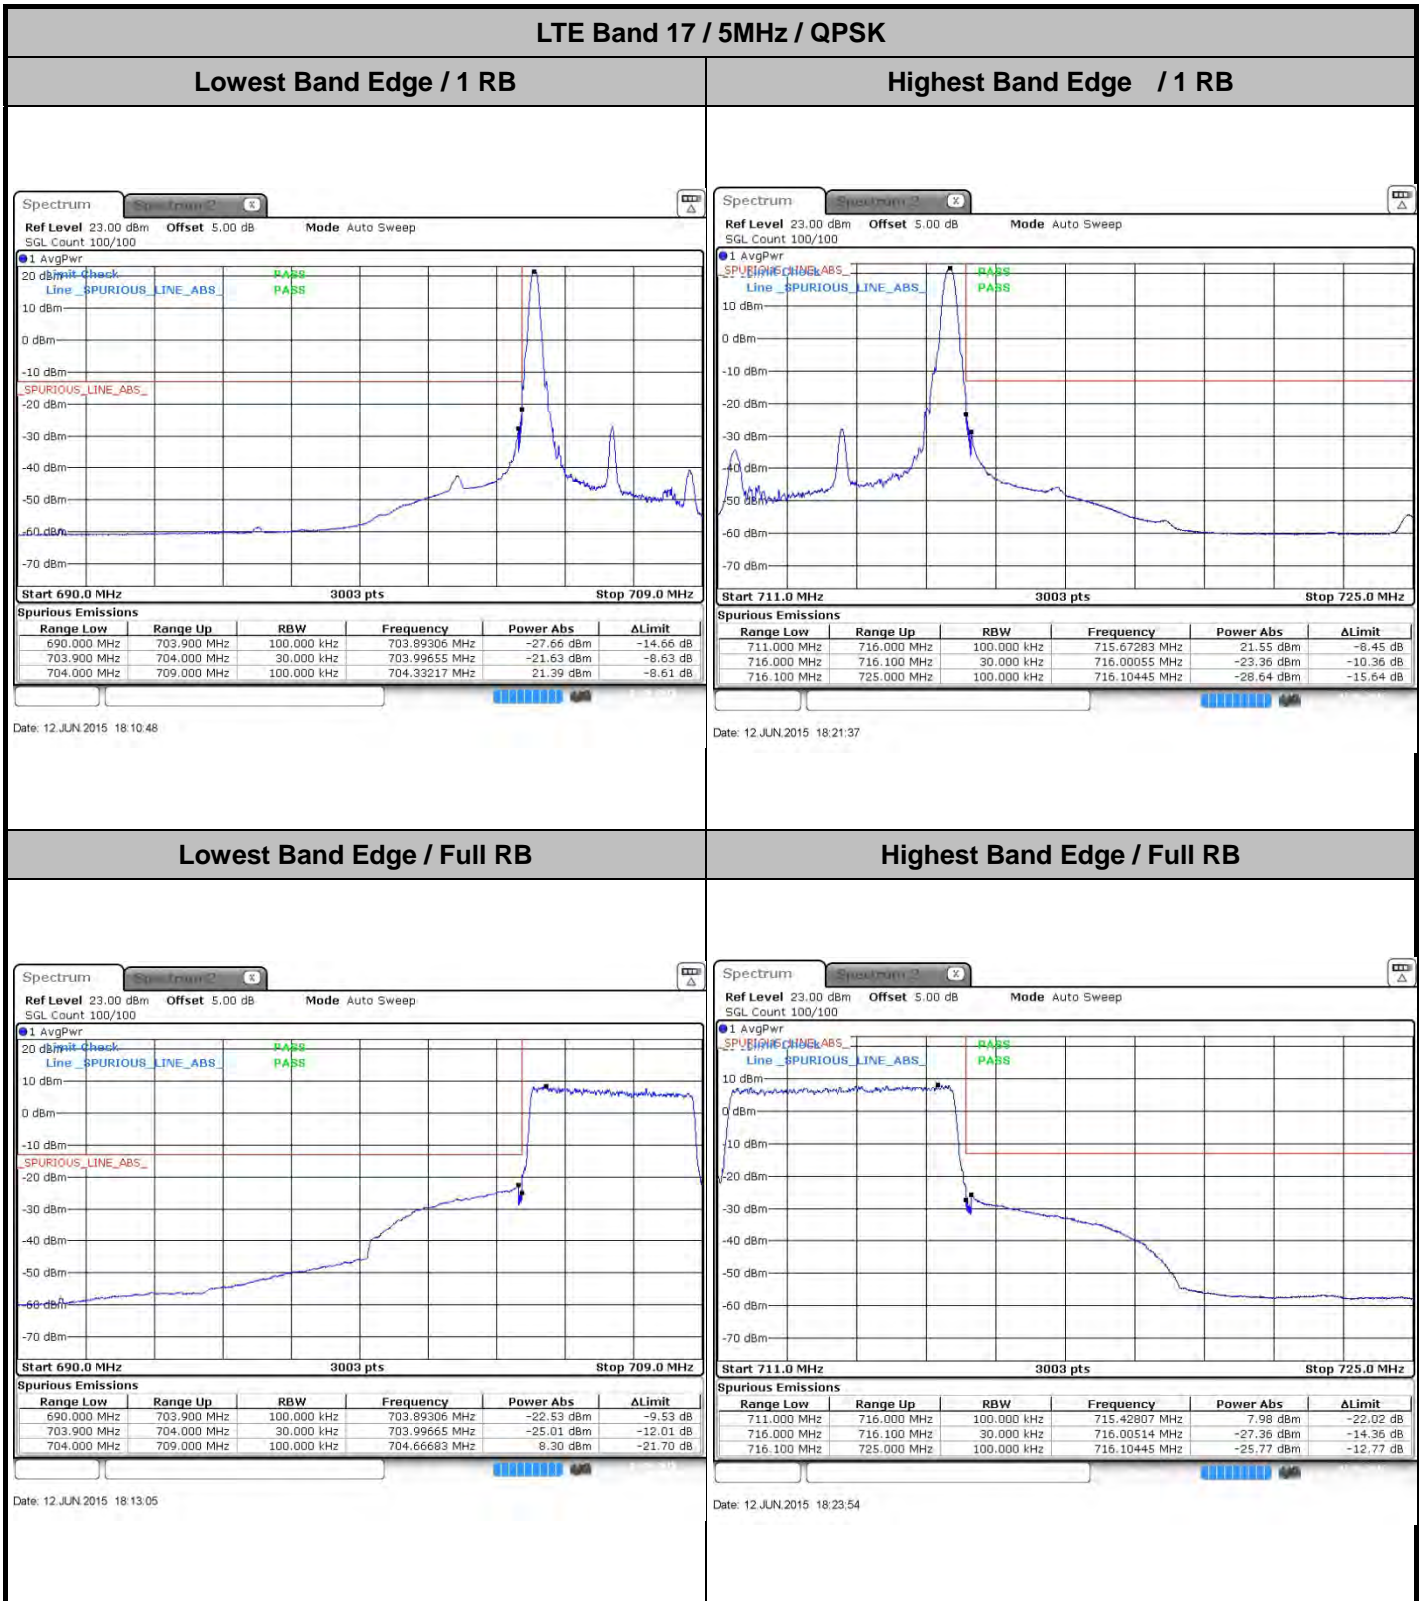 LTE Band 17 / 5MHz / QPSK
Lowest Band Edge / 1 RB
Highest Band Edge / 1 RB
Spectrum Spectrum 2 X
Ref Level 23.00 dBm Offset 5.00 dB Mode Auto Sweep
SGL Count 100/100
1 AvgPwr
20 dBm Limit Check PASS
Line _SPURIOUS_LINE_ABS_ PASS
10 dBm
0 dBm
-10 dBm
_SPURIOUS_LINE_ABS_
-20 dBm
-30 dBm
-40 dBm
-50 dBm
-60 dBm
-70 dBm
Start 690.0 MHz 3003 pts Stop 709.0 MHz
Spurious Emissions
Range Low Range Up RBW Frequency Power Abs ΔLimit
690.000 MHz 703.900 MHz 100.000 kHz 703.89306 MHz -27.66 dBm -14.66 dB
703.900 MHz 704.000 MHz 30.000 kHz 703.99655 MHz -21.63 dBm -8.63 dB
704.000 MHz 709.000 MHz 100.000 kHz 704.33217 MHz 21.39 dBm -8.61 dB
Date: 12.JUN.2015 18:10:48
Spectrum Spectrum 2 X
Ref Level 23.00 dBm Offset 5.00 dB Mode Auto Sweep
SGL Count 100/100
1 AvgPwr
_SPURIOUS_LINE_ABS_ Limit Check PASS
Line _SPURIOUS_LINE_ABS_ PASS
10 dBm
0 dBm
-10 dBm
-20 dBm
-30 dBm
-40 dBm
-50 dBm
-60 dBm
-70 dBm
Start 711.0 MHz 3003 pts Stop 725.0 MHz
Spurious Emissions
Range Low Range Up RBW Frequency Power Abs ΔLimit
711.000 MHz 716.000 MHz 100.000 kHz 715.67283 MHz 21.55 dBm -8.45 dB
716.000 MHz 716.100 MHz 30.000 kHz 716.00055 MHz -23.36 dBm -10.36 dB
716.100 MHz 725.000 MHz 100.000 kHz 716.10445 MHz -28.64 dBm -15.64 dB
Date: 12.JUN.2015 18:21:37
Lowest Band Edge / Full RB
Highest Band Edge / Full RB
Spectrum Spectrum 2 X
Ref Level 23.00 dBm Offset 5.00 dB Mode Auto Sweep
SGL Count 100/100
1 AvgPwr
20 dBm Limit Check PASS
Line _SPURIOUS_LINE_ABS_ PASS
10 dBm
0 dBm
-10 dBm
_SPURIOUS_LINE_ABS_
-20 dBm
-30 dBm
-40 dBm
-50 dBm
-60 dBm
-70 dBm
Start 690.0 MHz 3003 pts Stop 709.0 MHz
Spurious Emissions
Range Low Range Up RBW Frequency Power Abs ΔLimit
690.000 MHz 703.900 MHz 100.000 kHz 703.89306 MHz -22.53 dBm -9.53 dB
703.900 MHz 704.000 MHz 30.000 kHz 703.99665 MHz -25.01 dBm -12.01 dB
704.000 MHz 709.000 MHz 100.000 kHz 704.66683 MHz 8.30 dBm -21.70 dB
Date: 12.JUN.2015 18:13:05
Spectrum Spectrum 2 X
Ref Level 23.00 dBm Offset 5.00 dB Mode Auto Sweep
SGL Count 100/100
1 AvgPwr
_SPURIOUS_LINE_ABS_ Limit Check PASS
Line _SPURIOUS_LINE_ABS_ PASS
10 dBm
0 dBm
-10 dBm
-20 dBm
-30 dBm
-40 dBm
-50 dBm
-60 dBm
-70 dBm
Start 711.0 MHz 3003 pts Stop 725.0 MHz
Spurious Emissions
Range Low Range Up RBW Frequency Power Abs ΔLimit
711.000 MHz 716.000 MHz 100.000 kHz 715.42807 MHz 7.98 dBm -22.02 dB
716.000 MHz 716.100 MHz 30.000 kHz 716.00514 MHz -27.36 dBm -14.36 dB
716.100 MHz 725.000 MHz 100.000 kHz 716.10445 MHz -25.77 dBm -12.77 dB
Date: 12.JUN.2015 18:23:54